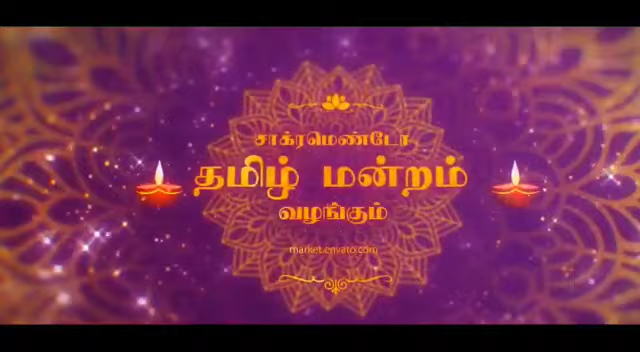 சாக்ரமெண்டோ
தமிழ் மன்றம்
வழங்கும்
market.envato.com